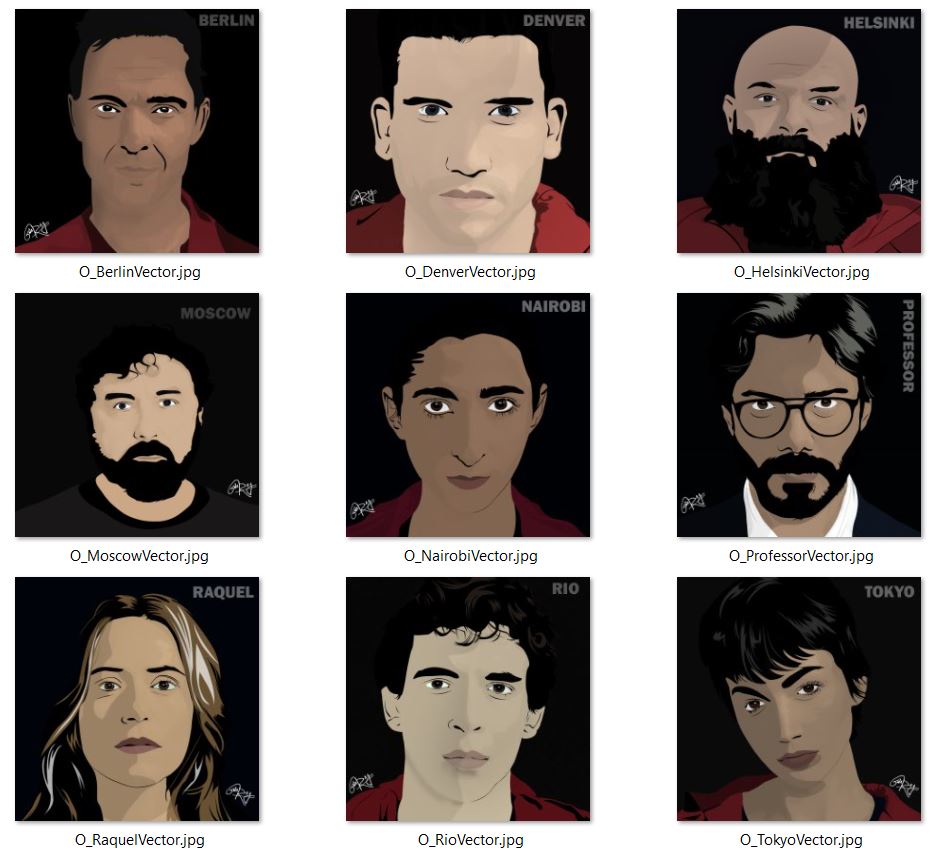 BERLIN
DENVER
HELSINKI
O_BerlinVector.jpg
O_DenverVector.jpg
O_HelsinkiVector.jpg
MOSCOW
NAIROBI
PROFESSOR
O_MoscowVector.jpg
O_NairobiVector.jpg
O_ProfessorVector.jpg
RAQUEL
RIO
TOKYO
O_RaquelVector.jpg
O_RioVector.jpg
O_TokyoVector.jpg